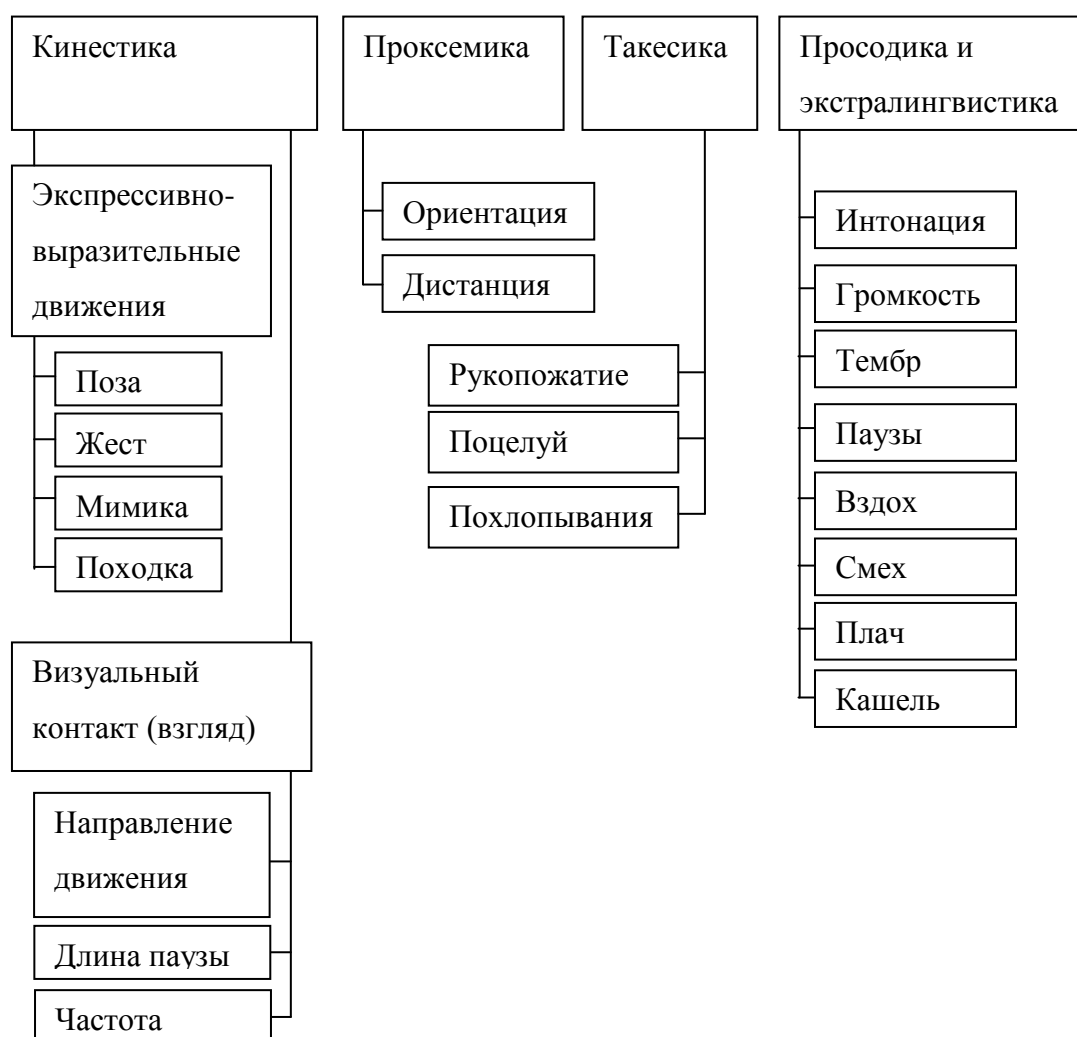 Кинестика
Экспрессивно-
выразительные
движения
Поза
Жест
Мимика
Походка
Визуальный
контакт (взгляд)
Направление
движения
Длина паузы
Частота
Проксемика
Ориентация
Дистанция
Такесика
Рукопожатие
Поцелуй
Похлопывания
Просодика и
экстралингвистика
Интонация
Громкость
Тембр
Паузы
Вздох
Смех
Плач
Кашель